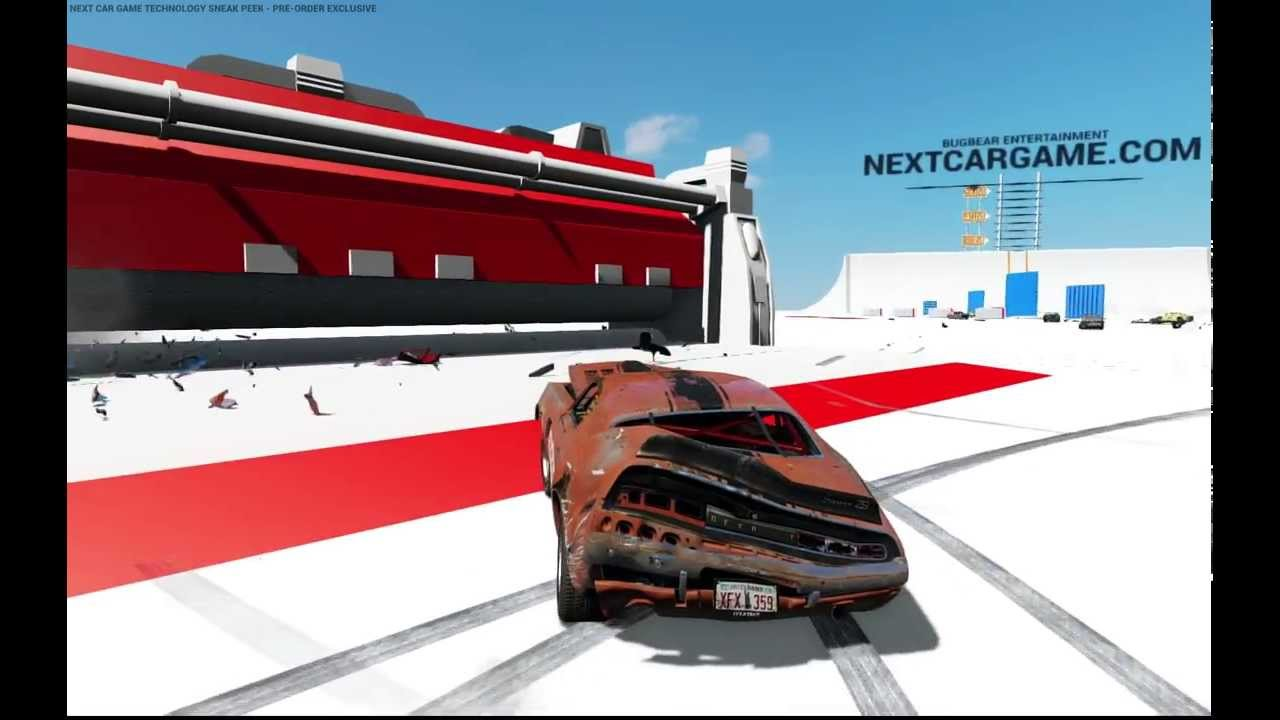 NEXT CAR GAME TECHNOLOGY SNEAK PEEK - PRE-ORDER EXCLUSIVE
BUGBEAR ENTERTAINMENT
NEXTCARGAME.COM
XFX 359